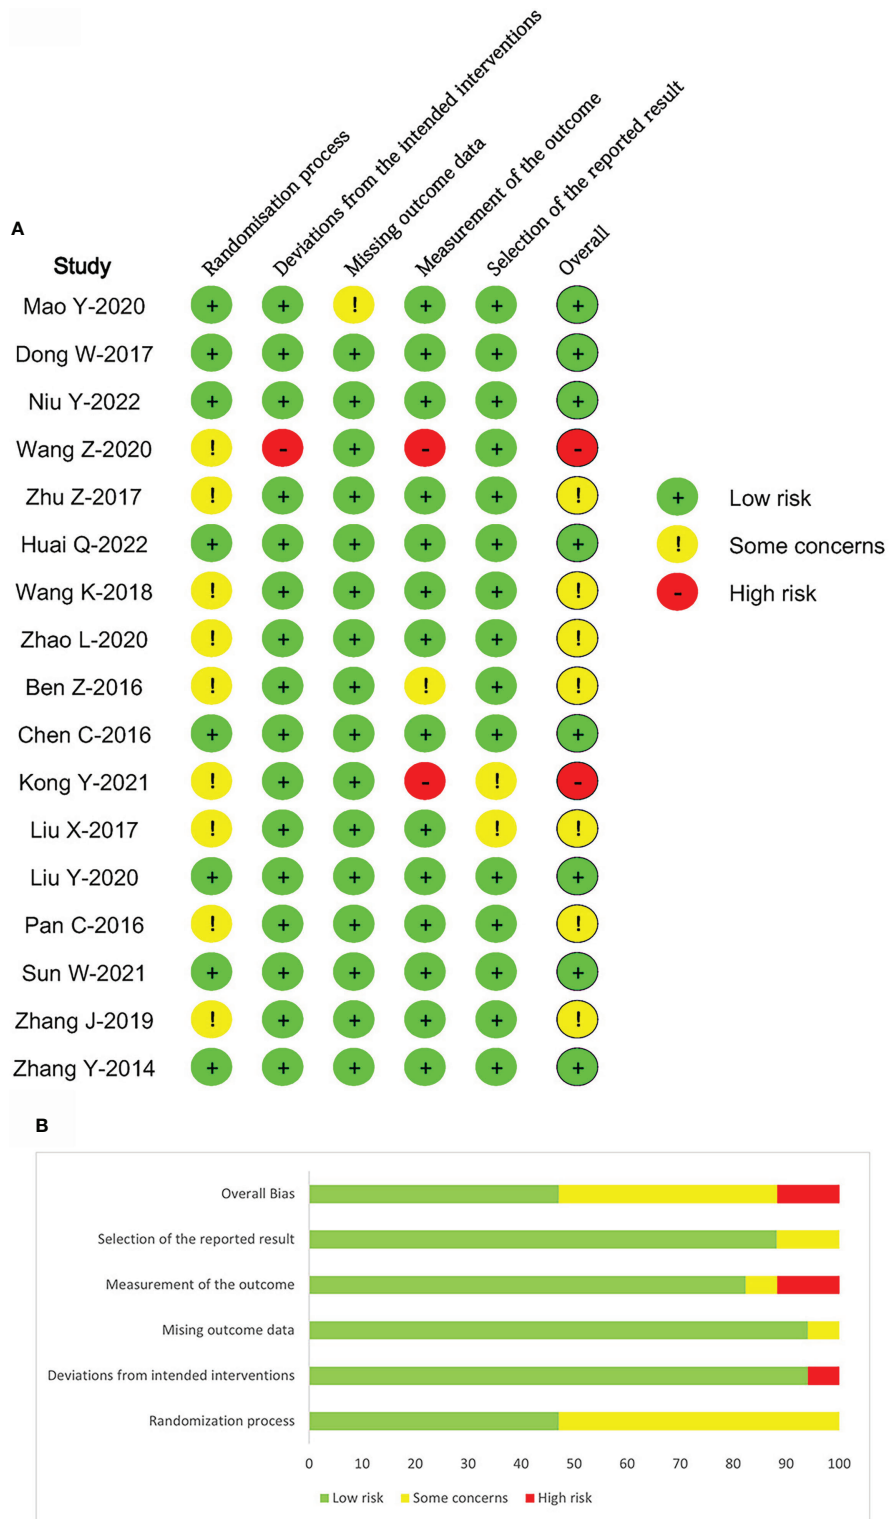 A
Study
Randomisation process
Deviations from the intended interventions
Missing outcome data
Measurement of the outcome
Selection of the reported result
Overall
Mao Y-2020 + + ! + + +
Dong W-2017 + + + + + +
Niu Y-2022 + + + + + +
Wang Z-2020 ! - + - + -
Zhu Z-2017 ! + + + + !
Huai Q-2022 + + + + + +
Wang K-2018 ! + + + + !
Zhao L-2020 ! + + + + !
Ben Z-2016 ! + + ! + !
Chen C-2016 + + + + + +
Kong Y-2021 ! + + - ! -
Liu X-2017 ! + + + ! !
Liu Y-2020 + + + + + +
Pan C-2016 ! + + + + !
Sun W-2021 + + + + + +
Zhang J-2019 ! + + + + !
Zhang Y-2014 + + + + + +
+ Low risk
! Some concerns
- High risk
B
Overall Bias
Selection of the reported result
Measurement of the outcome
Mising outcome data
Deviations from intended interventions
Randomization process
0 10 20 30 40 50 60 70 80 90 100
Low risk Some concerns High risk